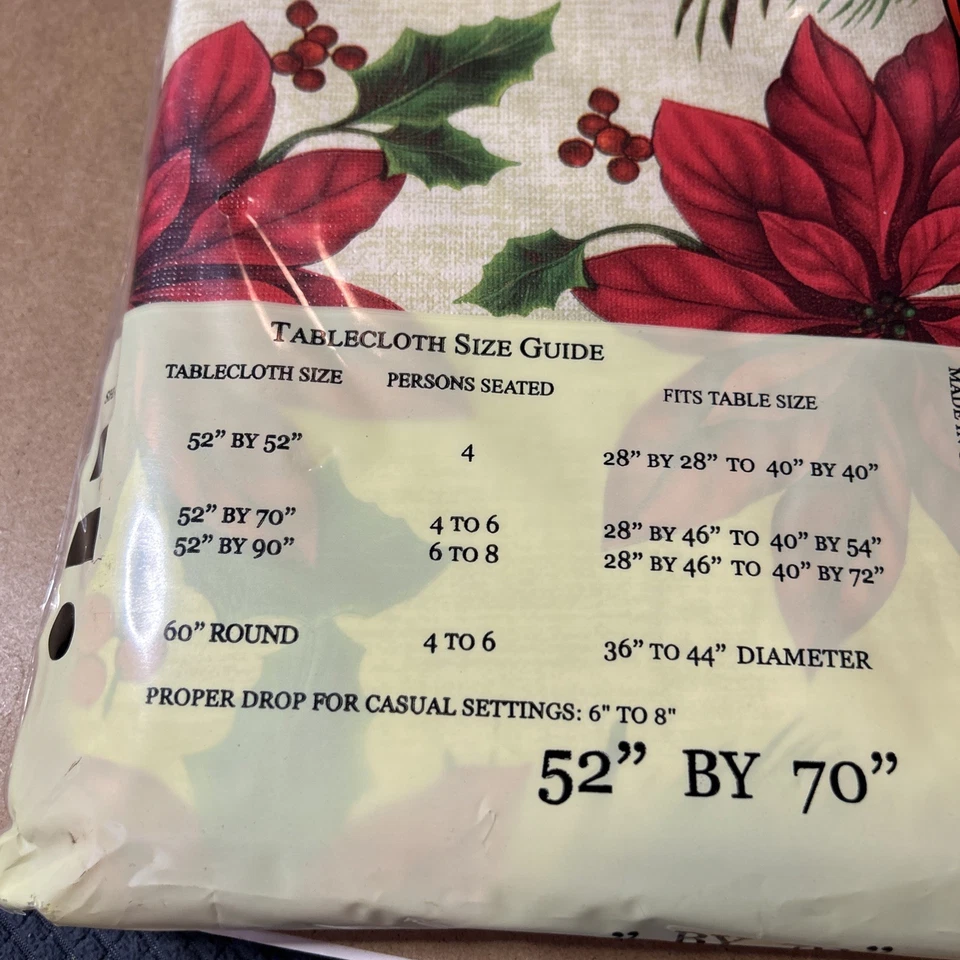 TABLECLOTH SIZE GUIDE
TABLECLOTH SIZE PERSONS SEATED FITS TABLE SIZE
52” BY 52” 4 28” BY 28” TO 40” BY 40”
52” BY 70” 4 TO 6 28” BY 46” TO 40” BY 54”
52” BY 90” 6 TO 8 28” BY 46” TO 40” BY 72”
60” ROUND 4 TO 6 36” TO 44” DIAMETER
PROPER DROP FOR CASUAL SETTINGS: 6" TO 8"
52” BY 70”
MADE IN
” BY